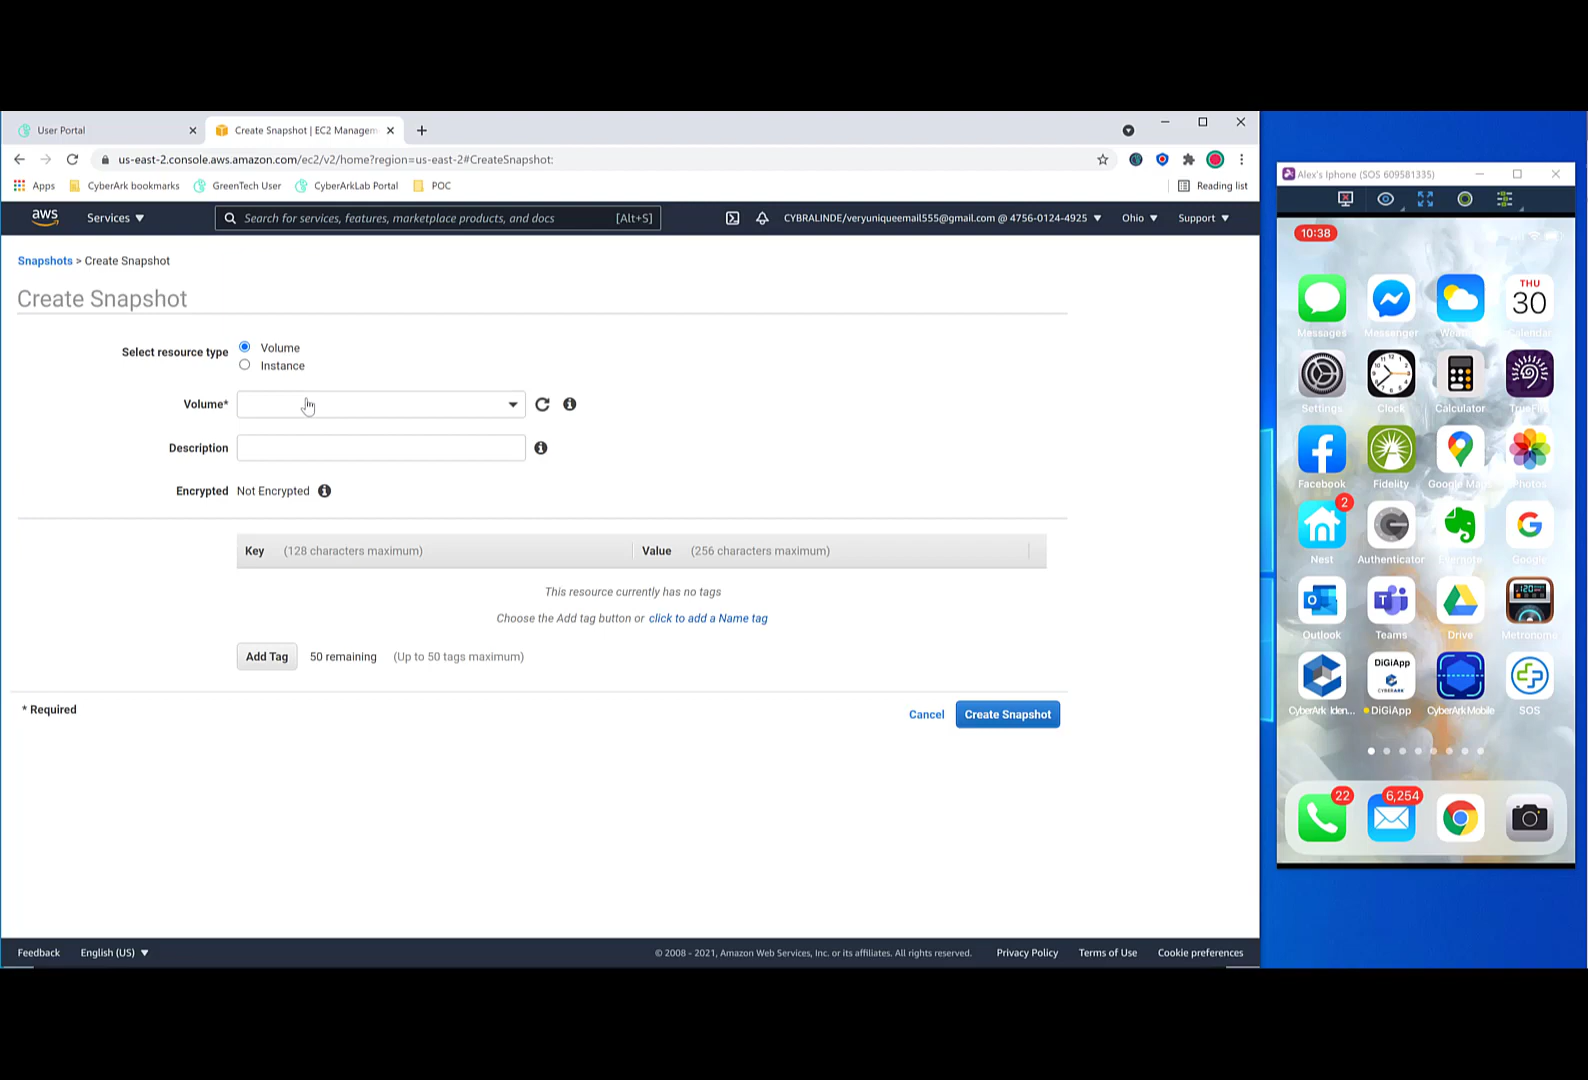 User Portal
Create Snapshot | EC2 Managem
us-east-2.console.aws.amazon.com/ec2/v2/home?region=us-east-2#CreateSnapshot:
Apps
CyberArk bookmarks
GreenTech User
CyberArkLab Portal
POC
Reading list
aws
Services
Search for services, features, marketplace products, and docs
[Alt+S]
CYBRALINDE/veryuniqueemail555@gmail.com @ 4756-0124-4925
Ohio
Support
Snapshots > Create Snapshot
Create Snapshot
Select resource type
Volume
Instance
Volume*
Description
Encrypted
Not Encrypted
Key (128 characters maximum)
Value (256 characters maximum)
This resource currently has no tags
Choose the Add tag button or click to add a Name tag
Add Tag
50 remaining
(Up to 50 tags maximum)
* Required
Cancel
Create Snapshot
Feedback
English (US)
© 2008 - 2021, Amazon Web Services, Inc. or its affiliates. All rights reserved.
Privacy Policy
Terms of Use
Cookie preferences
Alex's Iphone (SOS 609581335)
10:38
THU
30
Messages
Messenger
Weather
Calendar
Settings
Clock
Calculator
Facebook
Fidelity
Google Maps
Photos
2
Nest
Authenticator
Evernote
Google
Outlook
Teams
Drive
Metronome
DiGiApp
CYBERARK
CyberArk Iden...
DiGiApp
CyberArk Mobile
SOS
22
6,254